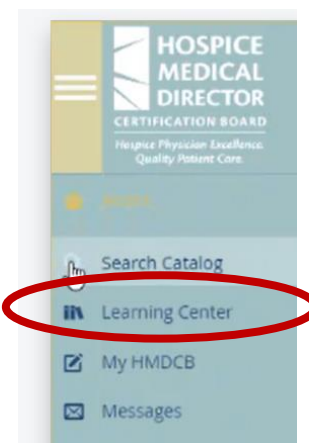 HOSPICE
MEDICAL
DIRECTOR
CERTIFICATION BOARD
Hospice Physician Excellence.
Quality Patient Care.
Search Catalog
Learning Center
My HMDCB
Messages